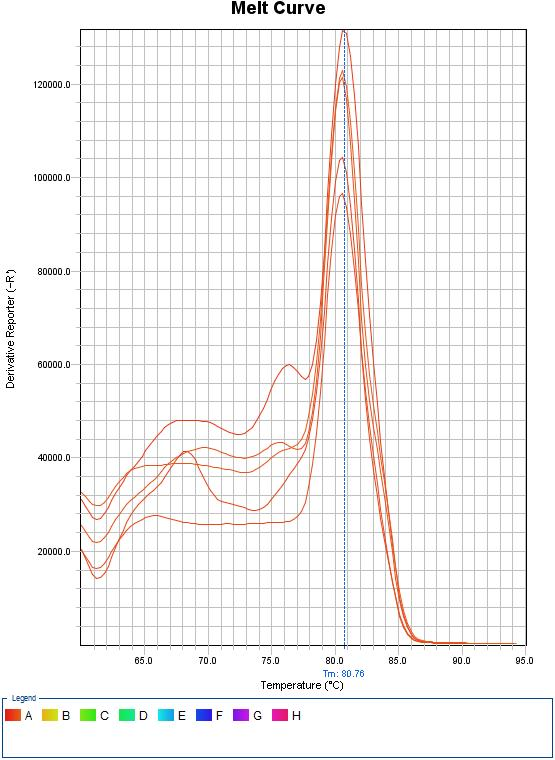 Melt Curve
Derivative Reporter (−R')
120000.0
100000.0
80000.0
60000.0
40000.0
20000.0
65.0 70.0 75.0 80.0 85.0 90.0 95.0
Tm: 80.76
Temperature (°C)
Legend
A B C D E F G H